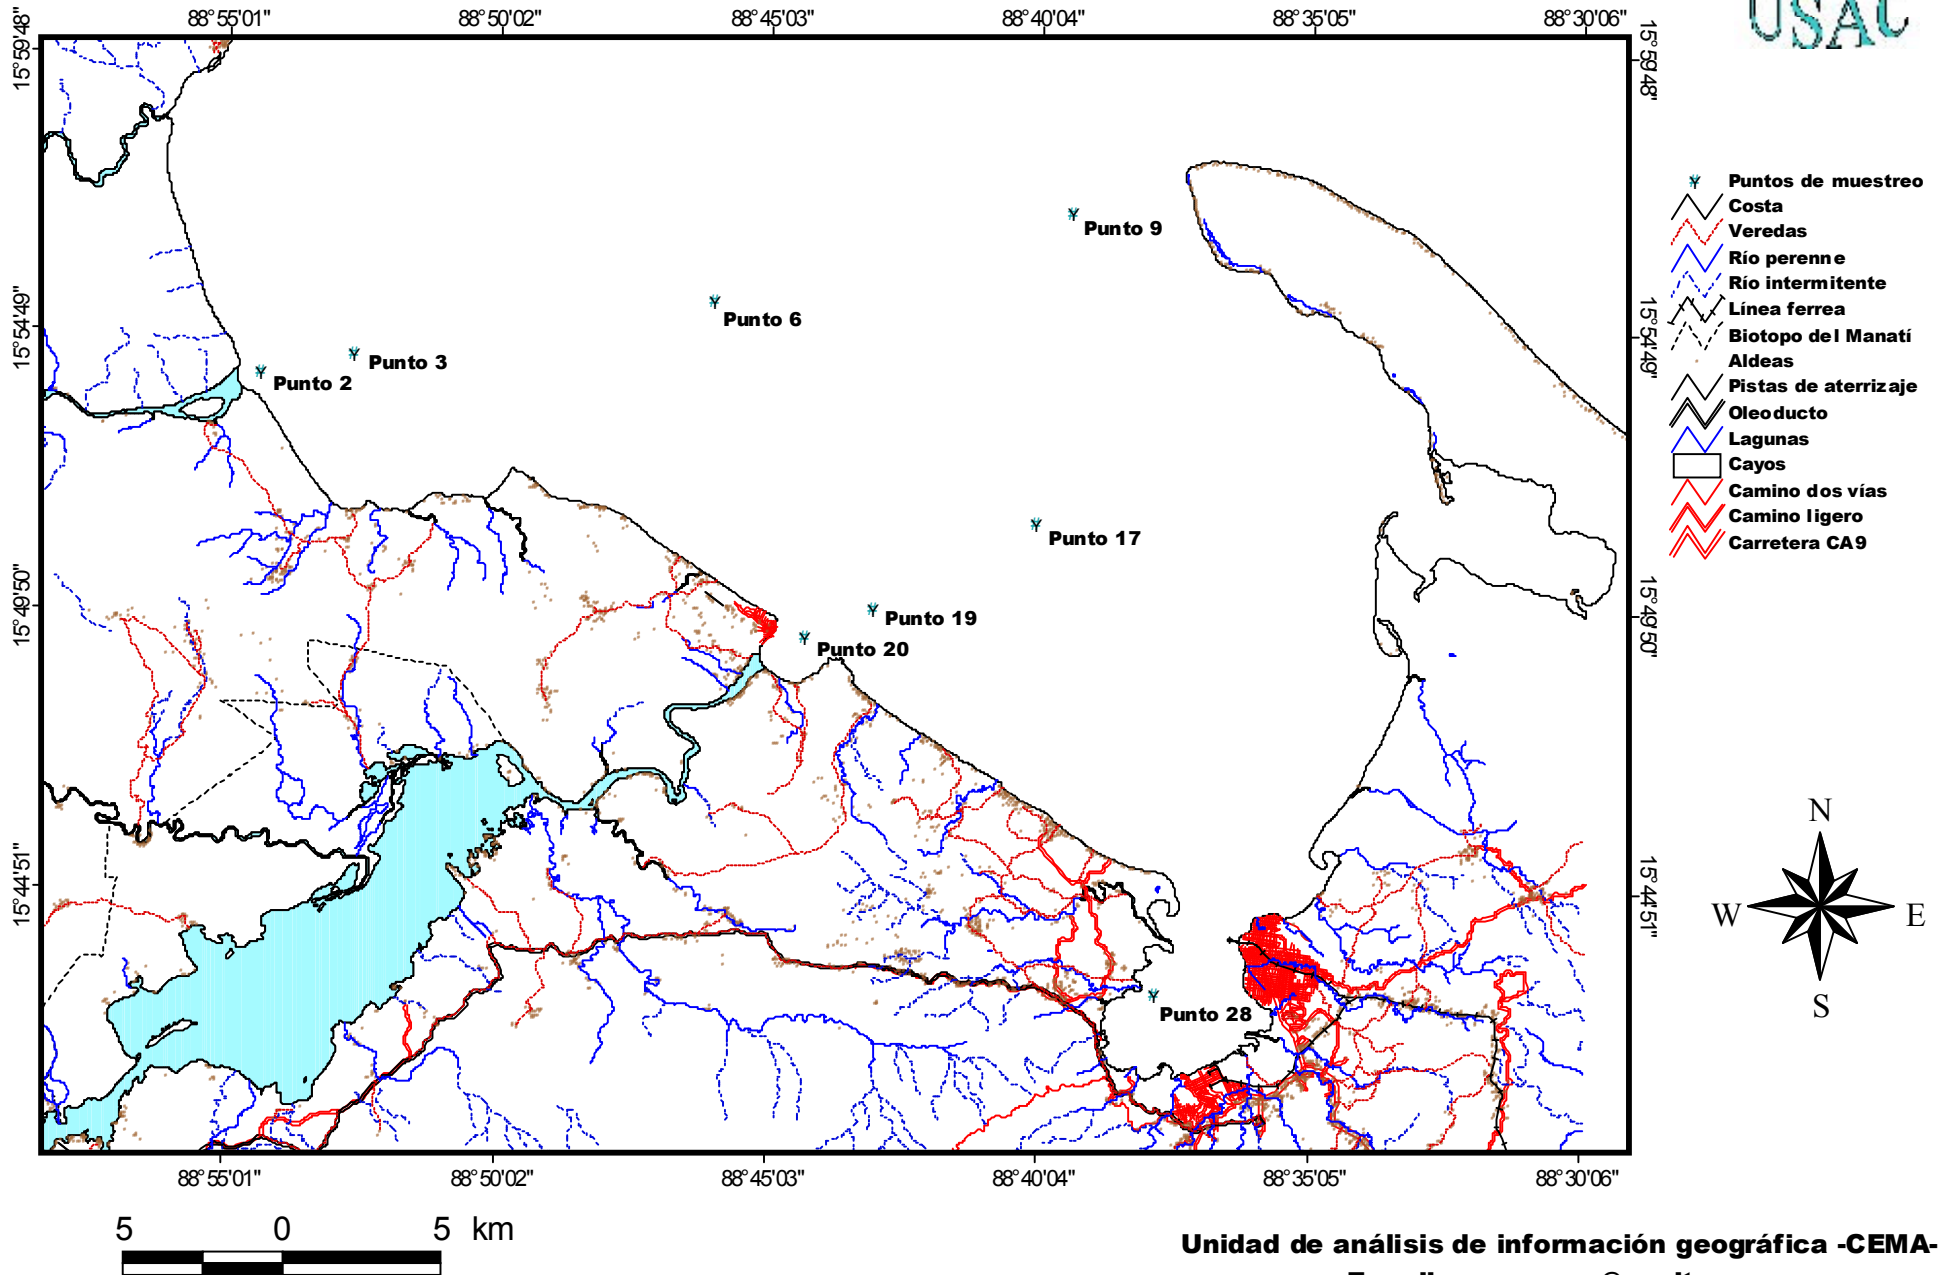 88°55'01" 88°50'02" 88°45'03" 88°40'04" 88°35'05" 88°30'06"
USAC
15°59'48"
15°59'48"
Punto 9
Punto 6
15°54'49"
15°54'49"
Punto 3
Punto 2
Punto 17
15°49'50"
15°49'50"
Punto 19
Punto 20
15°44'51"
15°44'51"
Punto 28
Puntos de muestreo
Costa
Veredas
Río perenne
Río intermitente
Línea ferrea
Biotopo del Manatí
Aldeas
Pistas de aterrizaje
Oleoducto
Lagunas
Cayos
Camino dos vías
Camino ligero
Carretera CA9
N
W E
S
88°55'01" 88°50'02" 88°45'03" 88°40'04" 88°35'05" 88°30'06"
5 0 5 km
Unidad de análisis de información geográfica -CEMA-